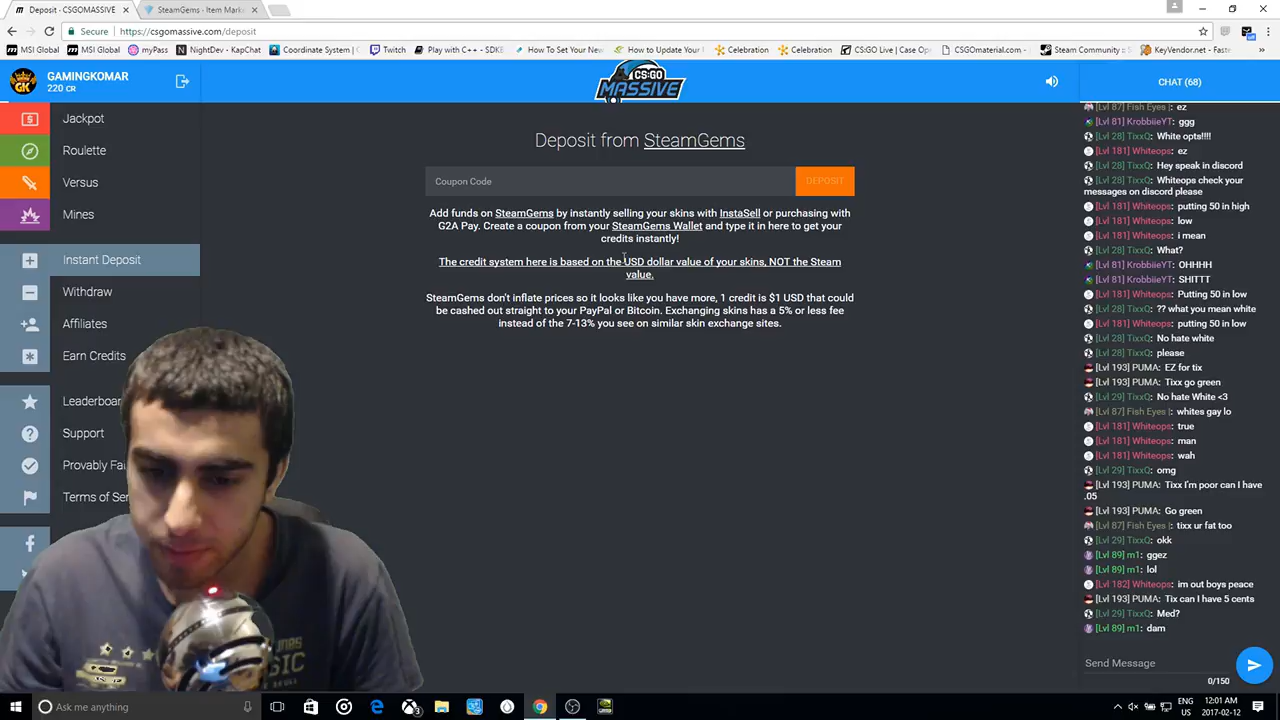 Deposit - CSGOMASSIVE
SteamGems - Item Mark
Secure
https://csgomassive.com/deposit
MSI Global
MSI Global
myPass
NightDev - KapChat
Coordinate System |
Twitch
Play with C++ - SDKE
How To Set Your New
How to Update Your
Celebration
Celebration
CS:GO Live | Case Op
CSGOmaterial.com -
Steam Community ::
KeyVendor.net - Faste
GAMINGKOMAR
220 CR
CS:GO
MASSIVE
CHAT (68)
Jackpot
Roulette
Versus
Mines
Instant Deposit
Withdraw
Affiliates
Earn Credits
Leaderboar
Support
Provably Fai
Terms of Ser
Deposit from SteamGems
Coupon Code
DEPOSIT
Add funds on SteamGems by instantly selling your skins with InstaSell or purchasing with
G2A Pay. Create a coupon from your SteamGems Wallet and type it in here to get your
credits instantly!
The credit system here is based on the USD dollar value of your skins, NOT the Steam
value.
SteamGems don't inflate prices so it looks like you have more, 1 credit is $1 USD that could
be cashed out straight to your PayPal or Bitcoin. Exchanging skins has a 5% or less fee
instead of the 7-13% you see on similar skin exchange sites.
[Lvl 87] Fish Eyes |: ez
[Lvl 81] KrobbiieYT: ggg
[Lvl 28] TixxQ: White opts!!!!
[Lvl 181] Whiteops: ez
[Lvl 28] TixxQ: Hey speak in discord
[Lvl 28] TixxQ: Whiteops check your
messages on discord please
[Lvl 181] Whiteops: putting 50 in high
[Lvl 181] Whiteops: low
[Lvl 181] Whiteops: i mean
[Lvl 28] TixxQ: What?
[Lvl 81] KrobbiieYT: OHHHH
[Lvl 81] KrobbiieYT: SHITTT
[Lvl 181] Whiteops: Putting 50 in low
[Lvl 28] TixxQ: ?? what you mean white
[Lvl 181] Whiteops: putting 50 in low
[Lvl 28] TixxQ: No hate white
[Lvl 28] TixxQ: please
[Lvl 193] PUMA: EZ for tix
[Lvl 193] PUMA: Tixx go green
[Lvl 29] TixxQ: No hate White <3
[Lvl 87] Fish Eyes |: whites gay lo
[Lvl 181] Whiteops: true
[Lvl 181] Whiteops: man
[Lvl 181] Whiteops: wah
[Lvl 29] TixxQ: omg
[Lvl 193] PUMA: Tixx I'm poor can I have
.05
[Lvl 193] PUMA: Go green
[Lvl 87] Fish Eyes |: tixx ur fat too
[Lvl 29] TixxQ: okk
[Lvl 89] m1: ggez
[Lvl 89] m1: lol
[Lvl 182] Whiteops: im out boys peace
[Lvl 193] PUMA: Tix can I have 5 cents
[Lvl 29] TixxQ: Med?
[Lvl 89] m1: dam
Send Message
0/150
Ask me anything
ENG
US
12:01 AM
2017-02-12